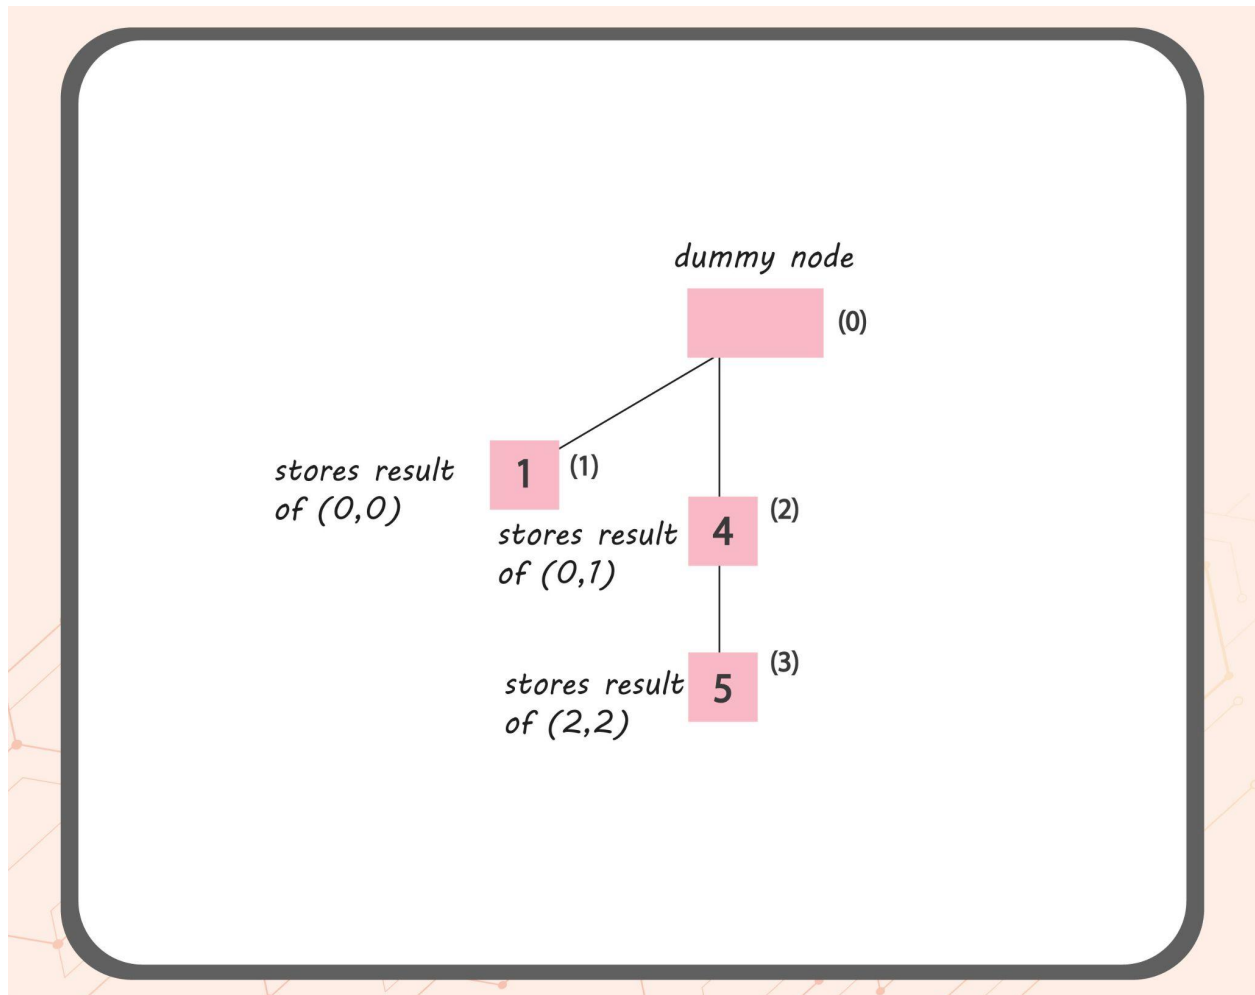 dummy node
(0)
stores result
of (0,0)
1
(1)
stores result
of (0,1)
4
(2)
stores result
of (2,2)
5
(3)